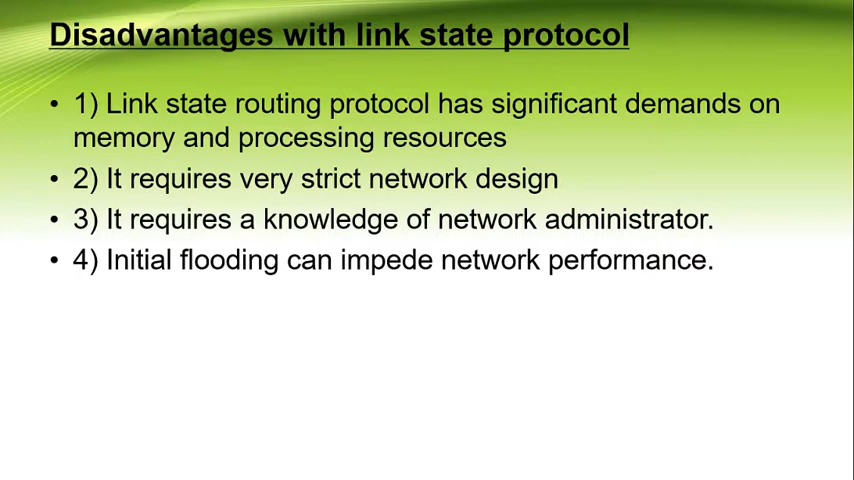 Disadvantages with link state protocol
• 1) Link state routing protocol has significant demands on
memory and processing resources
• 2) It requires very strict network design
• 3) It requires a knowledge of network administrator.
• 4) Initial flooding can impede network performance.